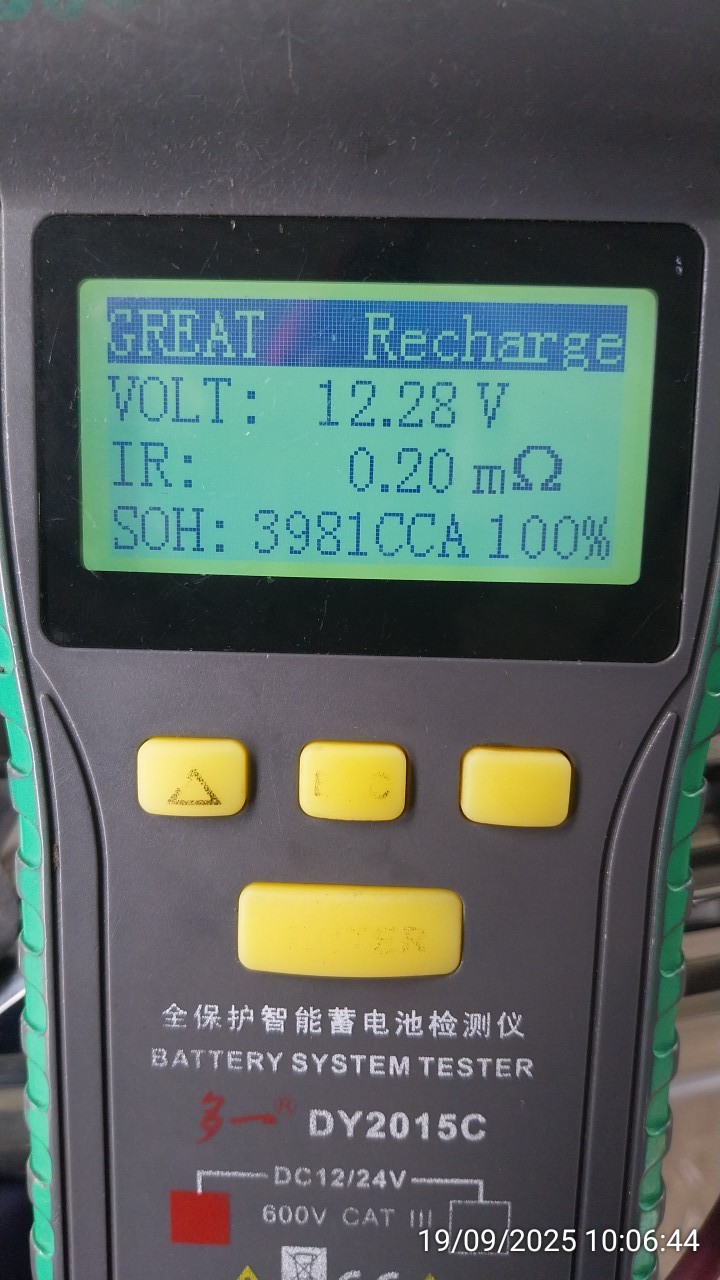 GREAT Recharge
VOLT: 12.28 V
IR: 0.20 mΩ
SOH: 3981CCA 100%
全保护智能蓄电池检测仪
BATTERY SYSTEM TESTER
多一® DY2015C
DC12/24V
600V CAT III
19/09/2025 10:06:44